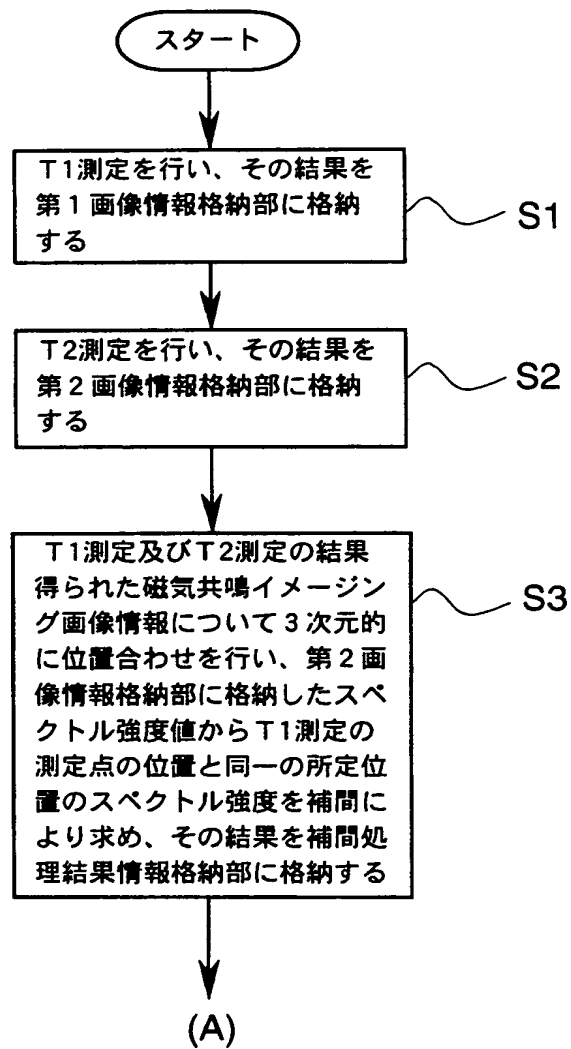 スタート
T1測定を行い、その結果を
第1画像情報格納部に格納
する
S1
T2測定を行い、その結果を
第2画像情報格納部に格納
する
S2
T1測定及びT2測定の結果
得られた磁気共鳴イメージン
グ画像情報について3次元的
に位置合わせを行い、第2画
像情報格納部に格納したスペ
クトル強度値からT1測定の
測定点の位置と同一の所定位
置のスペクトル強度を補間に
より求め、その結果を補間処
理結果情報格納部に格納する
S3
(A)